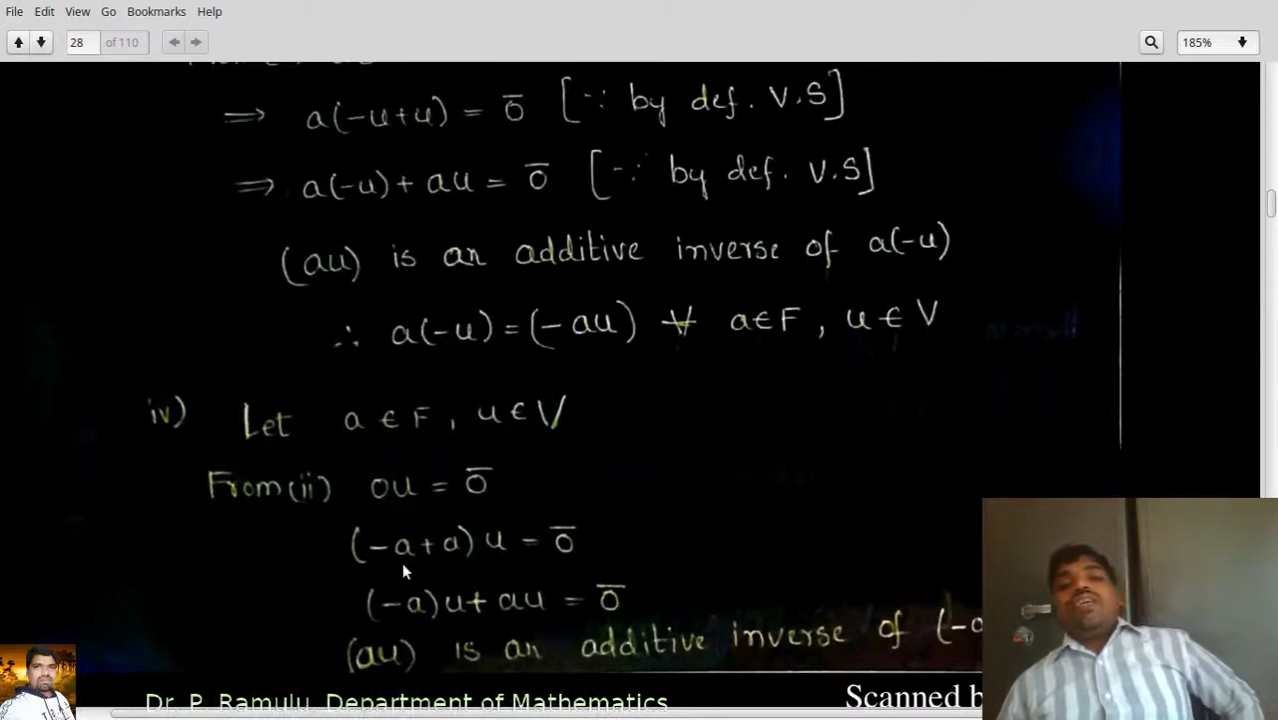 File Edit View Go Bookmarks Help
28 of 110 185%
⟹ a(-u+u) = 0̅ [∵ by def. V.S]
⟹ a(-u) + au = 0̅ [∵ by def. V.S]
(au) is an additive inverse of a(-u)
∴ a(-u) = (-au) ∀ a∈F, u∈V
iv) Let a∈F, u∈V
From (ii) 0u = 0̅
(-a+a)u = 0̅
(-a)u + au = 0̅
(au) is an additive inverse of (-a
Dr. P. Ramulu, Department of Mathematics
Scanned b